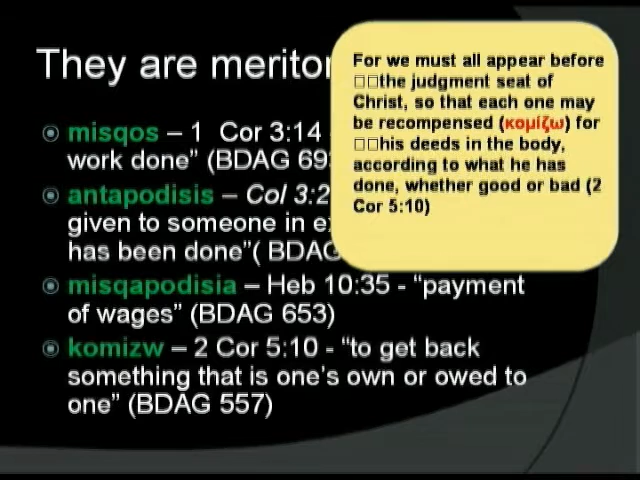 They are meritor
misqos – 1 Cor 3:14
work done” (BDAG 693
antapodisis – Col 3:2
given to someone in ex
has been done”( BDAG
misqapodisia – Heb 10:35 - “payment
of wages” (BDAG 653)
komizw – 2 Cor 5:10 - “to get back
something that is one’s own or owed to
one” (BDAG 557)
For we must all appear before
□□the judgment seat of
Christ, so that each one may
be recompensed (κομίζω) for
□□his deeds in the body,
according to what he has
done, whether good or bad (2
Cor 5:10)